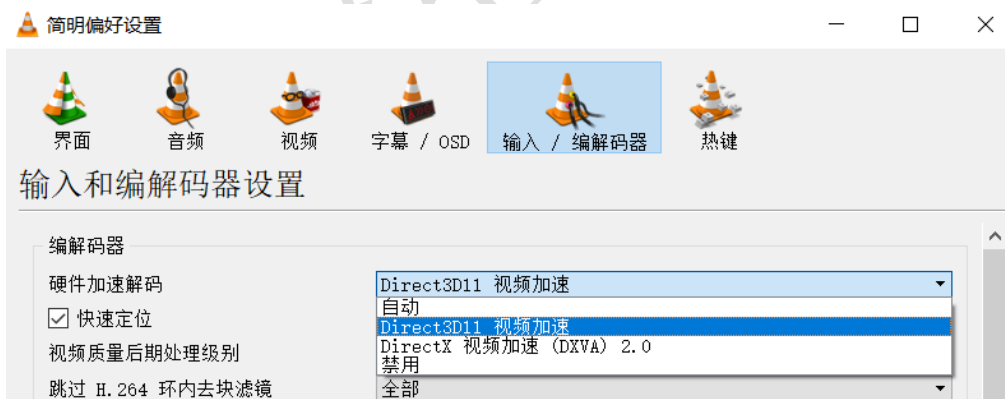 简明偏好设置
界面 音频 视频 字幕 / OSD 输入 / 编解码器 热键
输入和编解码器设置
编解码器
硬件加速解码 Direct3D11 视频加速
自动
快速定位 Direct3D11 视频加速
视频质量后期处理级别 DirectX 视频加速 (DXVA) 2.0
禁用
跳过 H.264 环内去块滤镜 全部